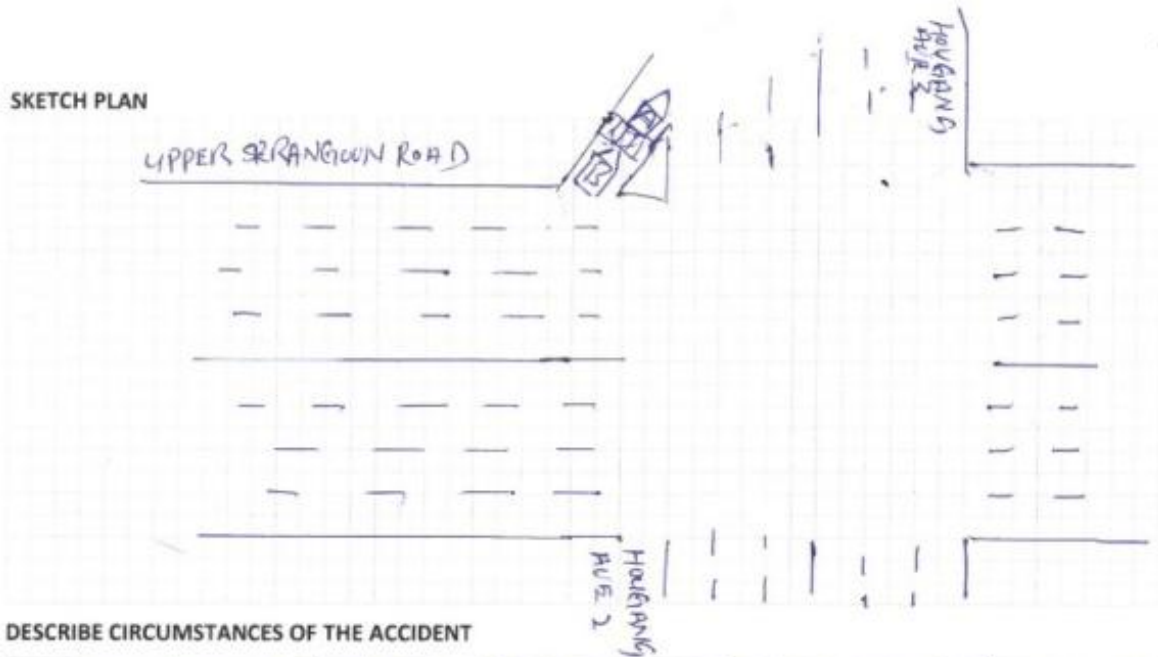 SKETCH PLAN
HOUGANG
AVE 2
UPPER SERANGOON ROAD
A
B
HOUGANG
AVE 2
DESCRIBE CIRCUMSTANCES OF THE ACCIDENT